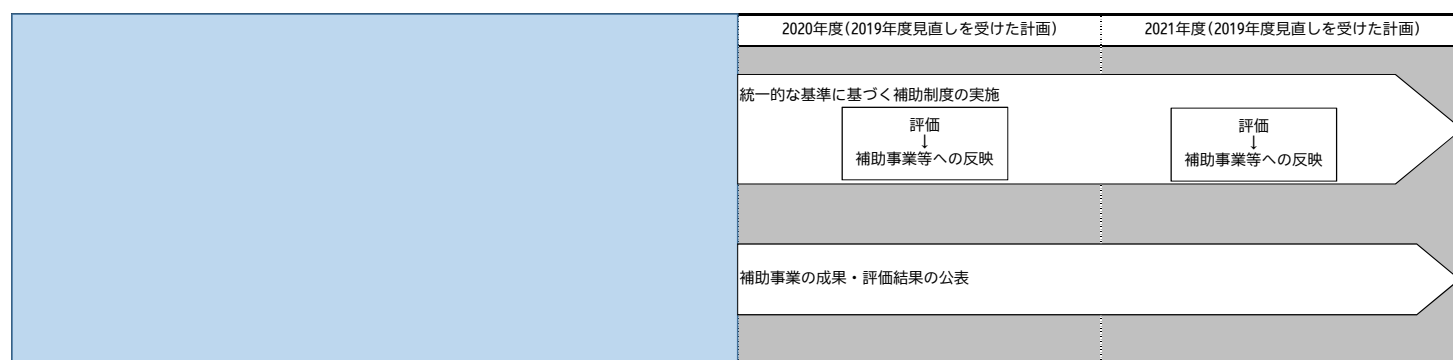 2020年度(2019年度見直しを受けた計画)
2021年度(2019年度見直しを受けた計画)
統一的な基準に基づく補助制度の実施
評価
↓
補助事業等への反映
評価
↓
補助事業等への反映
補助事業の成果・評価結果の公表